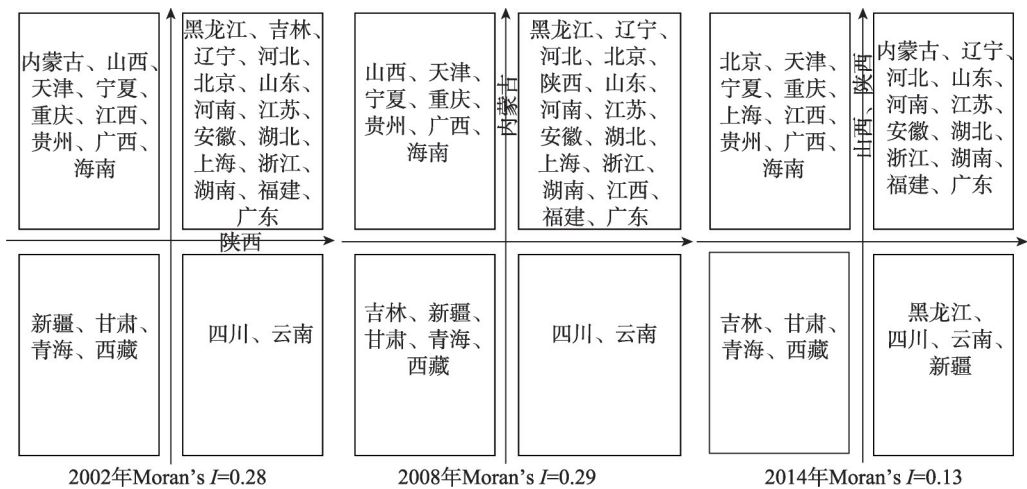 内蒙古、山西、
天津、宁夏、
重庆、江西、
贵州、广西、
海南
黑龙江、吉林、
辽宁、河北、
北京、山东、
河南、江苏、
安徽、湖北、
上海、浙江、
湖南、福建、
广东
陕西
新疆、甘肃、
青海、西藏
四川、云南
2002年Moran's I=0.28
山西、天津、
宁夏、重庆、
贵州、广西、
海南
内蒙古
黑龙江、辽宁、
河北、北京、
陕西、山东、
河南、江苏、
安徽、湖北、
上海、浙江、
湖南、江西、
福建、广东
吉林、新疆、
甘肃、青海、
西藏
四川、云南
2008年Moran's I=0.29
北京、天津、
宁夏、重庆、
上海、江西、
贵州、广西、
海南
山西、陕西
内蒙古、辽宁、
河北、山东、
河南、江苏、
安徽、湖北、
浙江、湖南、
福建、广东
吉林、甘肃、
青海、西藏
黑龙江、
四川、云南、
新疆
2014年Moran's I=0.13